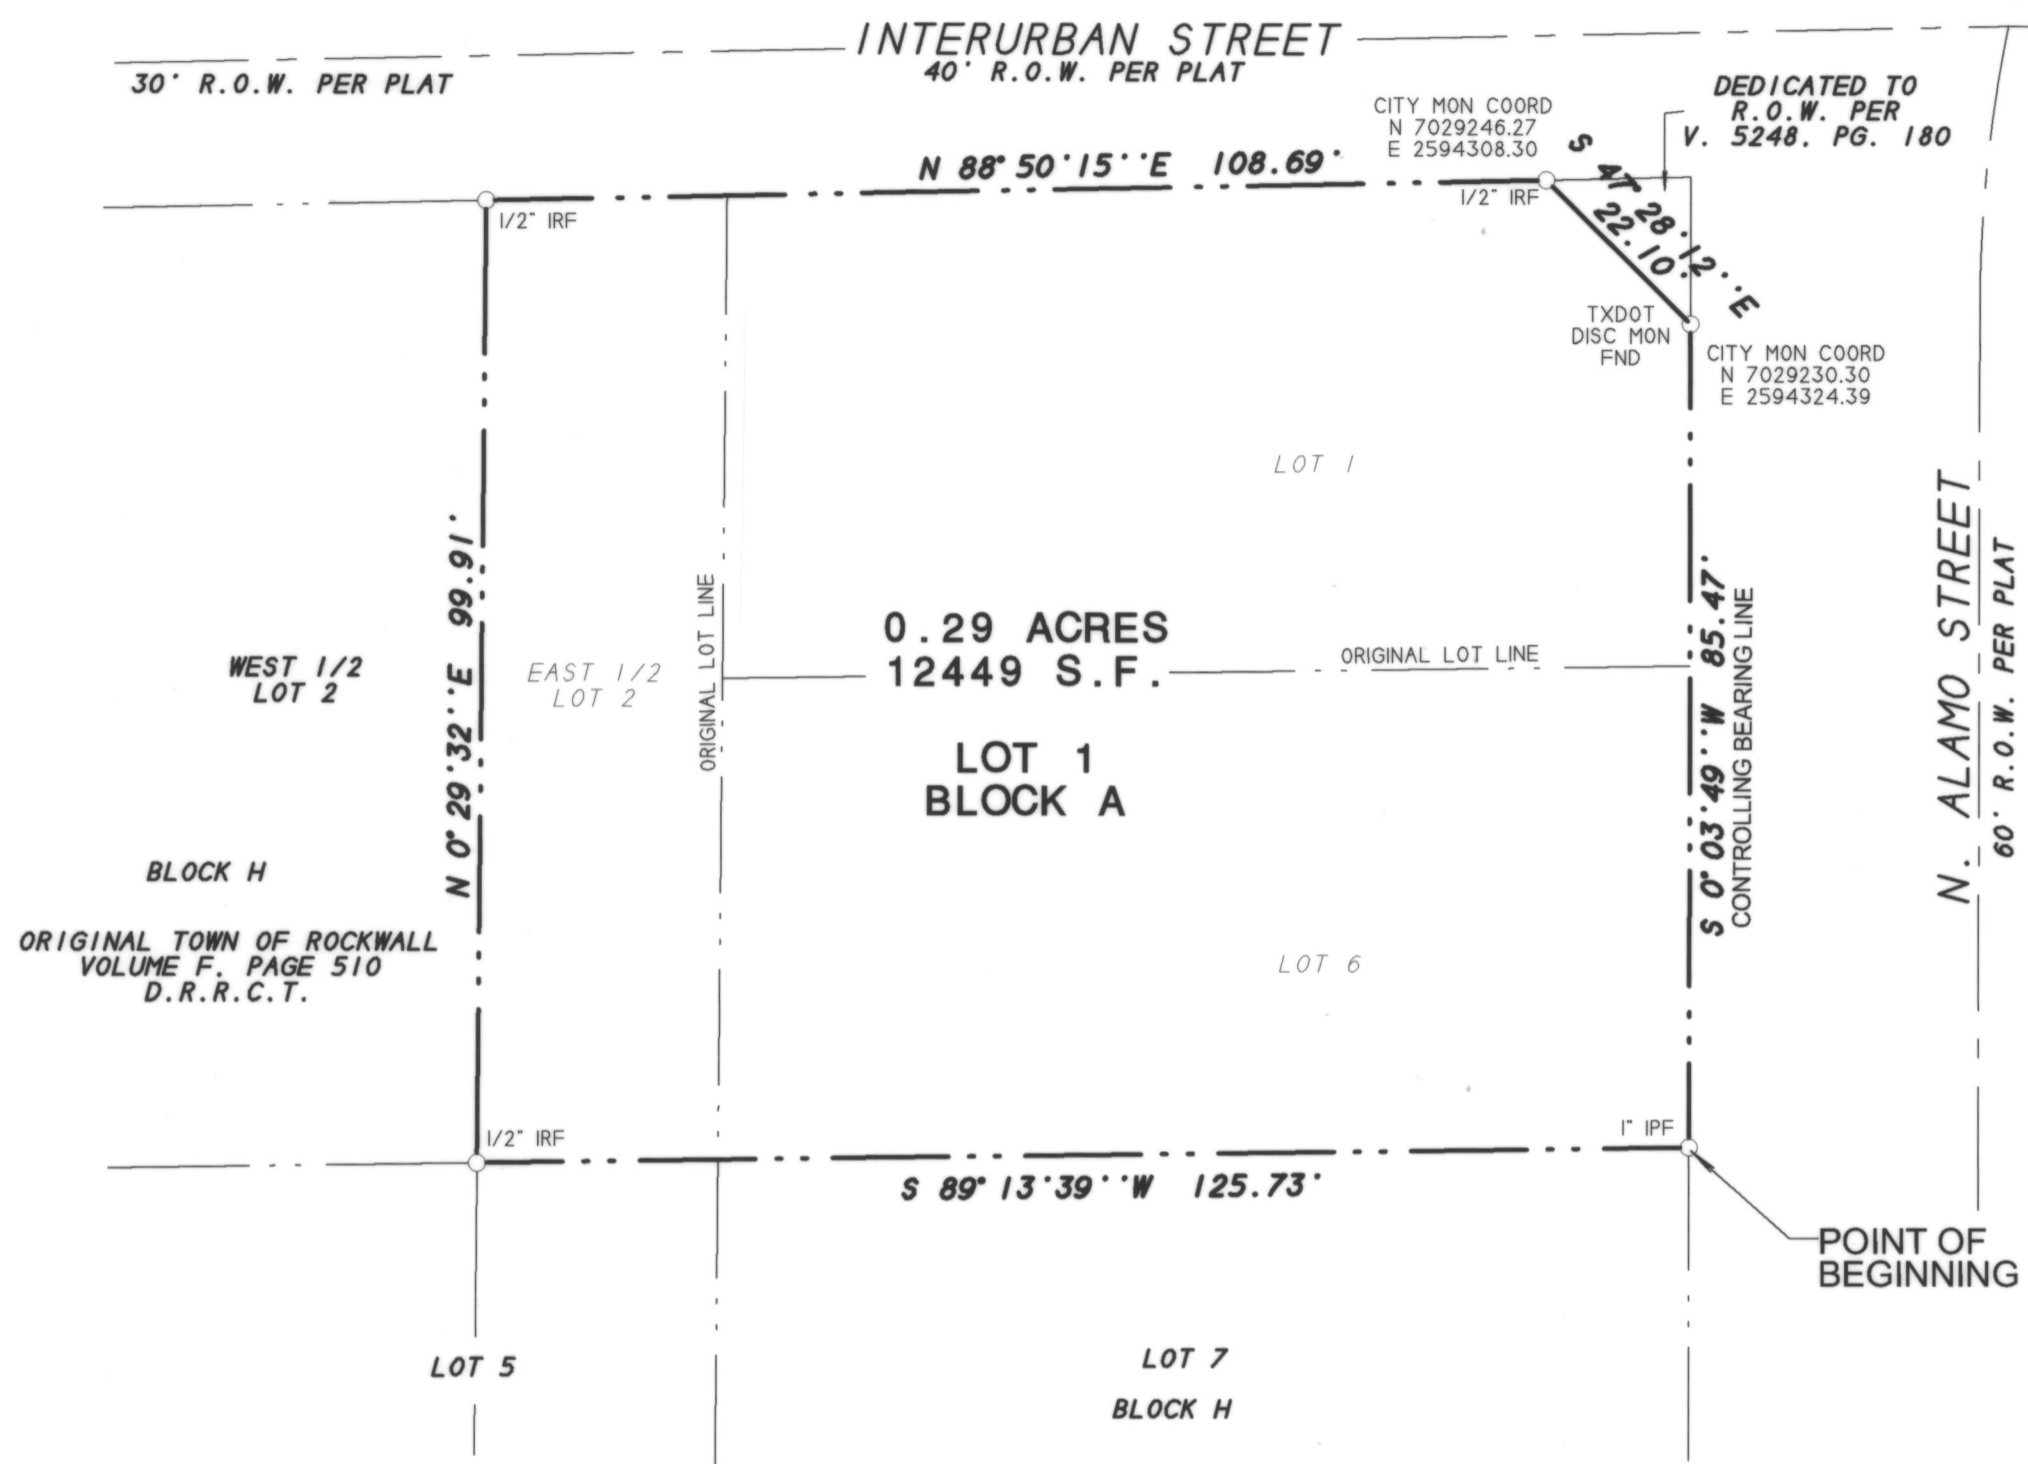 INTERURBAN STREET
40' R.O.W. PER PLAT
30' R.O.W. PER PLAT
DEDICATED TO
R.O.W. PER
V. 5248, PG. 180
CITY MON COORD
N 7029246.27
E 2594308.30
N 88° 50' 15'' E 108.69'
S 47° 28' 12'' E
22.10'
1/2" IRF
1/2" IRF
TXDOT
DISC MON
FND
CITY MON COORD
N 7029230.30
E 2594324.39
LOT 1
N 0° 29' 32'' E 99.91'
ORIGINAL LOT LINE
0.29 ACRES
12449 S.F.
ORIGINAL LOT LINE
WEST 1/2
LOT 2
EAST 1/2
LOT 2
LOT 1
BLOCK A
S 0° 03' 49'' W 85.47'
CONTROLLING BEARING LINE
N. ALAMO STREET
60' R.O.W. PER PLAT
BLOCK H
ORIGINAL TOWN OF ROCKWALL
VOLUME F, PAGE 510
D.R.R.C.T.
LOT 6
1/2" IRF
1" IPF
S 89° 13' 39'' W 125.73'
POINT OF
BEGINNING
LOT 5
LOT 7
BLOCK H